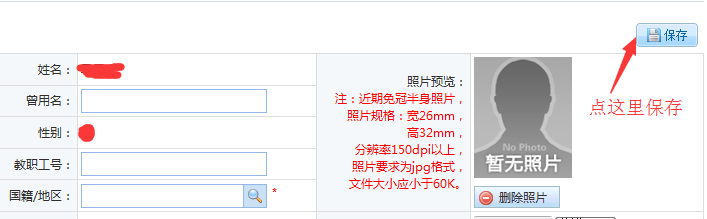 保存
姓名：
曾用名：
性别：
教职工号：
国籍/地区：
*
照片预览：
注：近期免冠半身照片，
照片规格：宽26mm，
高32mm，
分辨率150dpi以上，
照片要求为jpg格式，
文件大小应小于60K。
No Photo
暂无照片
删除照片
点这里保存